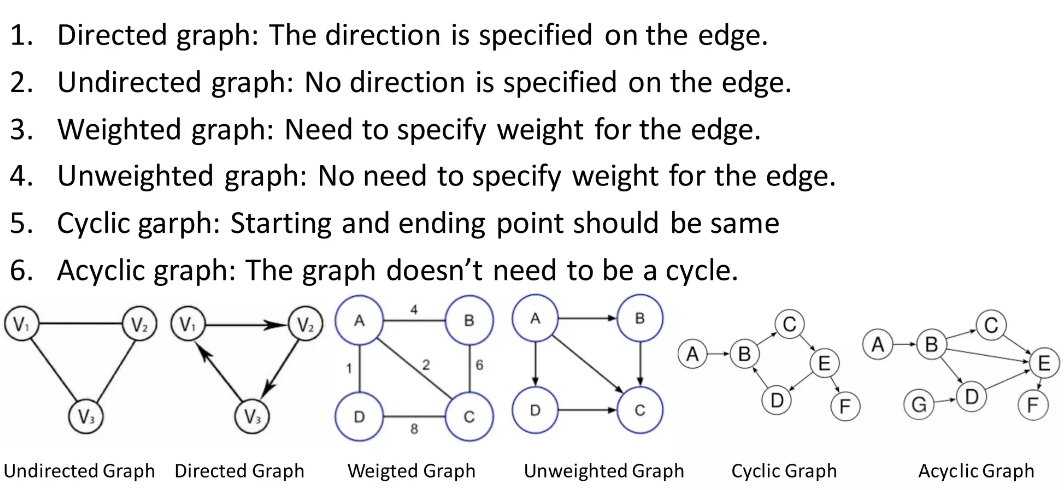 1. Directed graph: The direction is specified on the edge.
2. Undirected graph: No direction is specified on the edge.
3. Weighted graph: Need to specify weight for the edge.
4. Unweighted graph: No need to specify weight for the edge.
5. Cyclic garph: Starting and ending point should be same
6. Acyclic graph: The graph doesn’t need to be a cycle.
V₁ V₂
V₃
V₁ V₂
V₃
A 4 B
1 2 6
D 8 C
A B
D C
A B C E D F
A B C E G D F
Undirected Graph Directed Graph Weigted Graph Unweighted Graph Cyclic Graph Acyclic Graph